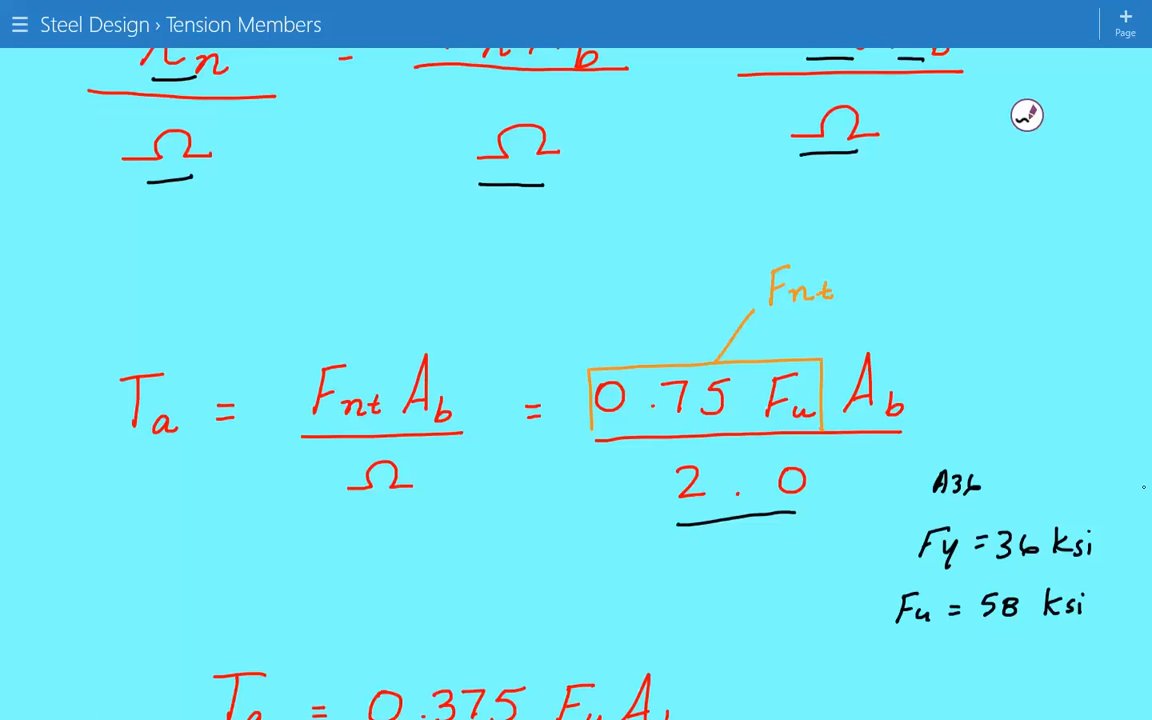 Steel Design › Tension Members
Page
n - b
Ω Ω Ω
Fnt
Ta = Fnt Ab / Ω = 0.75 Fu Ab / 2.0
A36
Fy = 36 ksi
Fu = 58 ksi
Ta = 0.375 Fu A